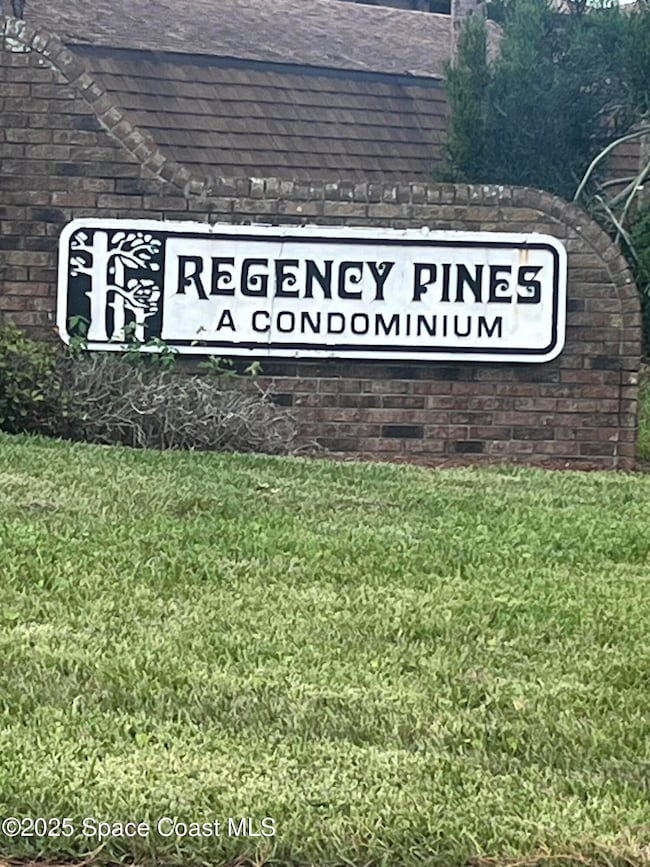 REGENCY PINES
A CONDOMINIUM
©2025 Space Coast MLS